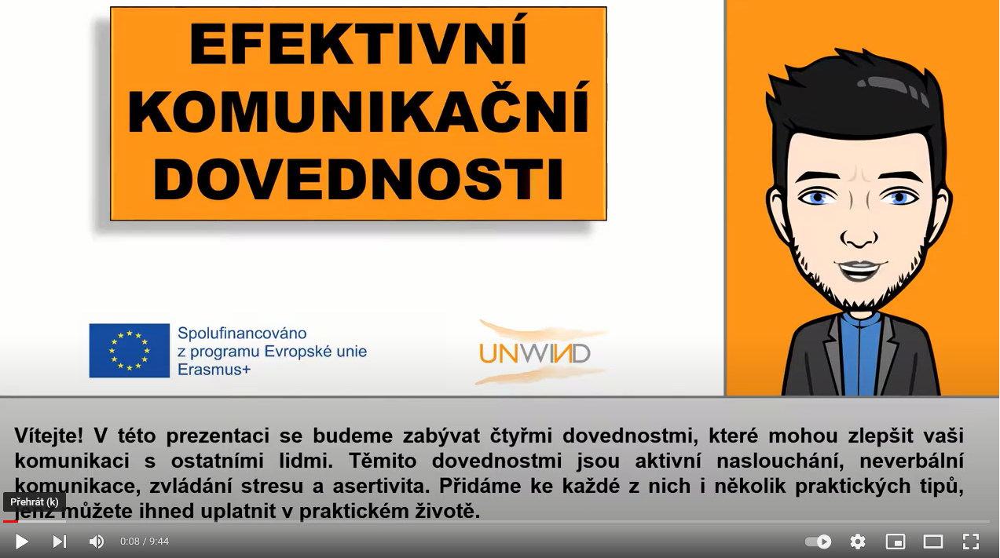 EFEKTIVNÍ
KOMUNIKAČNÍ
DOVEDNOSTI
Spolufinancováno
z programu Evropské unie
Erasmus+
UNWIND
Vítejte! V této prezentaci se budeme zabývat čtyřmi dovednostmi, které mohou zlepšit vaši
komunikaci s ostatními lidmi. Těmito dovednostmi jsou aktivní naslouchání, neverbální
komunikace, zvládání stresu a asertivita. Přidáme ke každé z nich i několik praktických tipů,
jenž můžete ihned uplatnit v praktickém životě.
Přehrát (k)
0:08 / 9:44